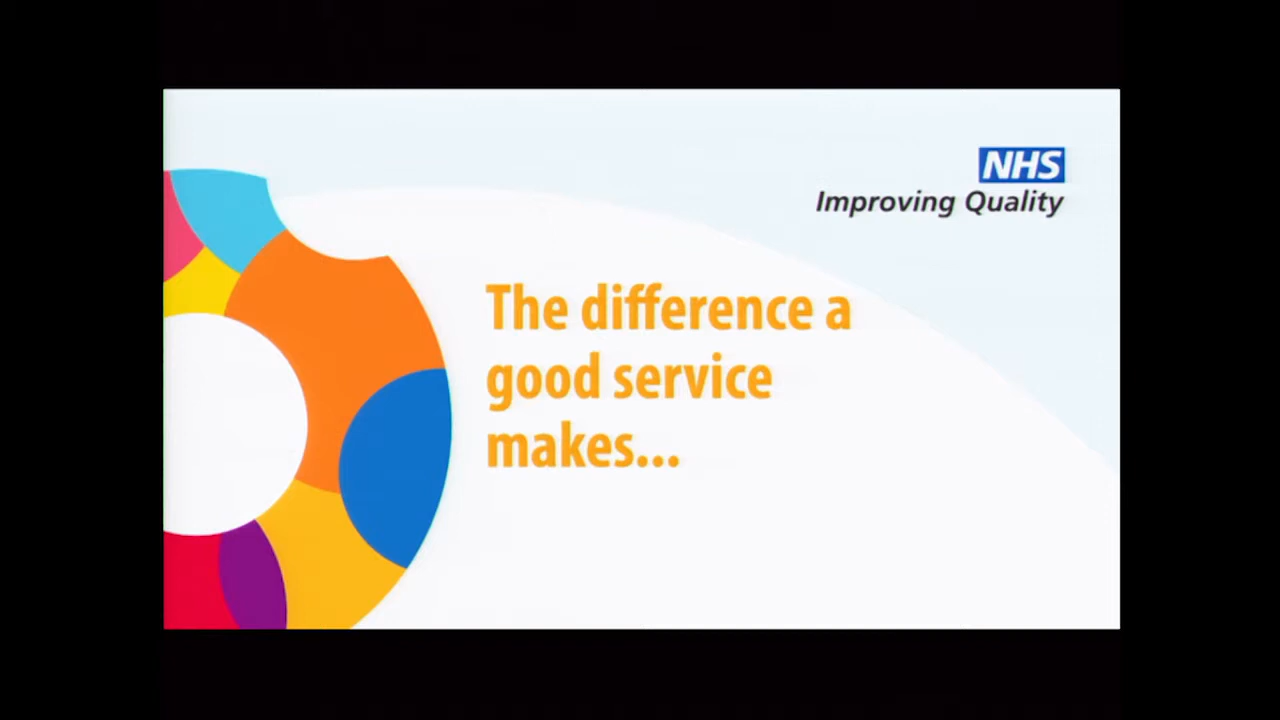 NHS
Improving Quality
The difference a
good service
makes...